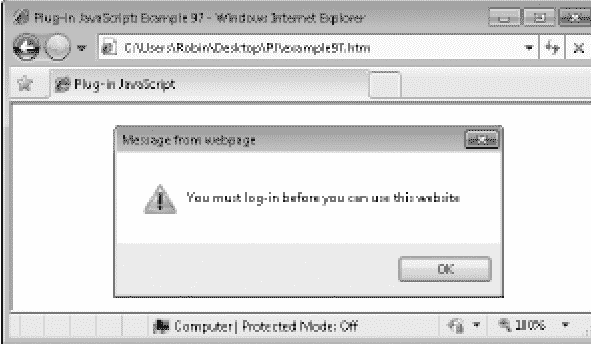 Plug-in JavaScript: Example 97 - Windows Internet Explorer
C:\Users\Robin\Desktop\PJ\example97.htm
Plug-in JavaScript
Message from webpage
You must log-in before you can use this website
OK
Computer | Protected Mode: Off
100%